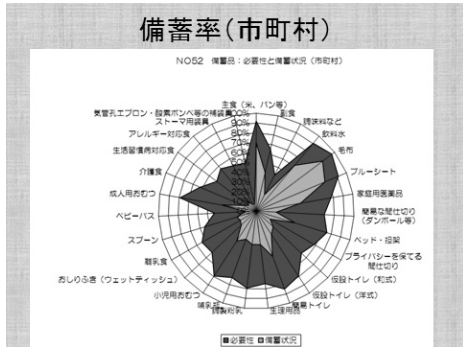 備蓄率(市町村)
NO52 備蓄品：必要性と備蓄状況（市町村）
主食（米、パン等）
副食
調味料など
飲料水
毛布
ブルーシート
家庭用医薬品
簡易な間仕切り
(ダンボール等)
ベッド・担架
プライバシーを保てる
間仕切り
仮設トイレ（和式）
仮設トイレ（洋式）
簡易トイレ
生理用品
調製粉乳
哺乳瓶
小児用おむつ
おしりふき（ウェットティッシュ）
離乳食
スプーン
ベビーバス
成人用おむつ
介護食
生活習慣病対応食
アレルギー対応食
ストーマ用装具
気管孔エプロン・酸素ボンベ等の補装具
90%
80%
70%
60%
50%
40%
30%
20%
10%
必要性 備蓄状況